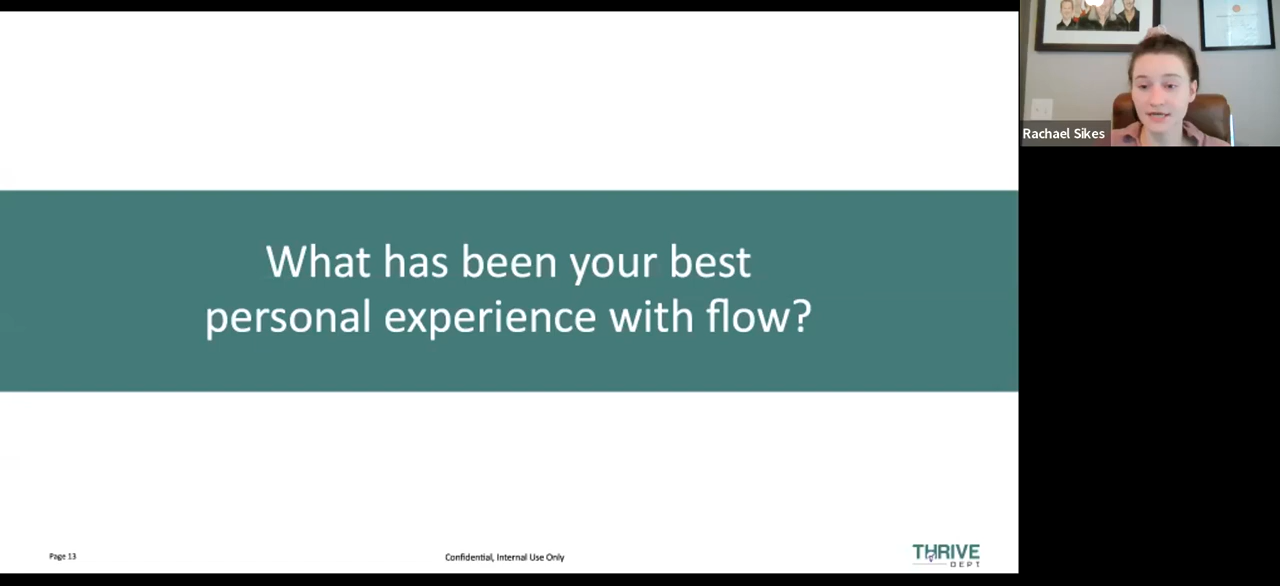 What has been your best
personal experience with flow?
Page 13
Confidential, Internal Use Only
THRIVE
DEPT
Rachael Sikes